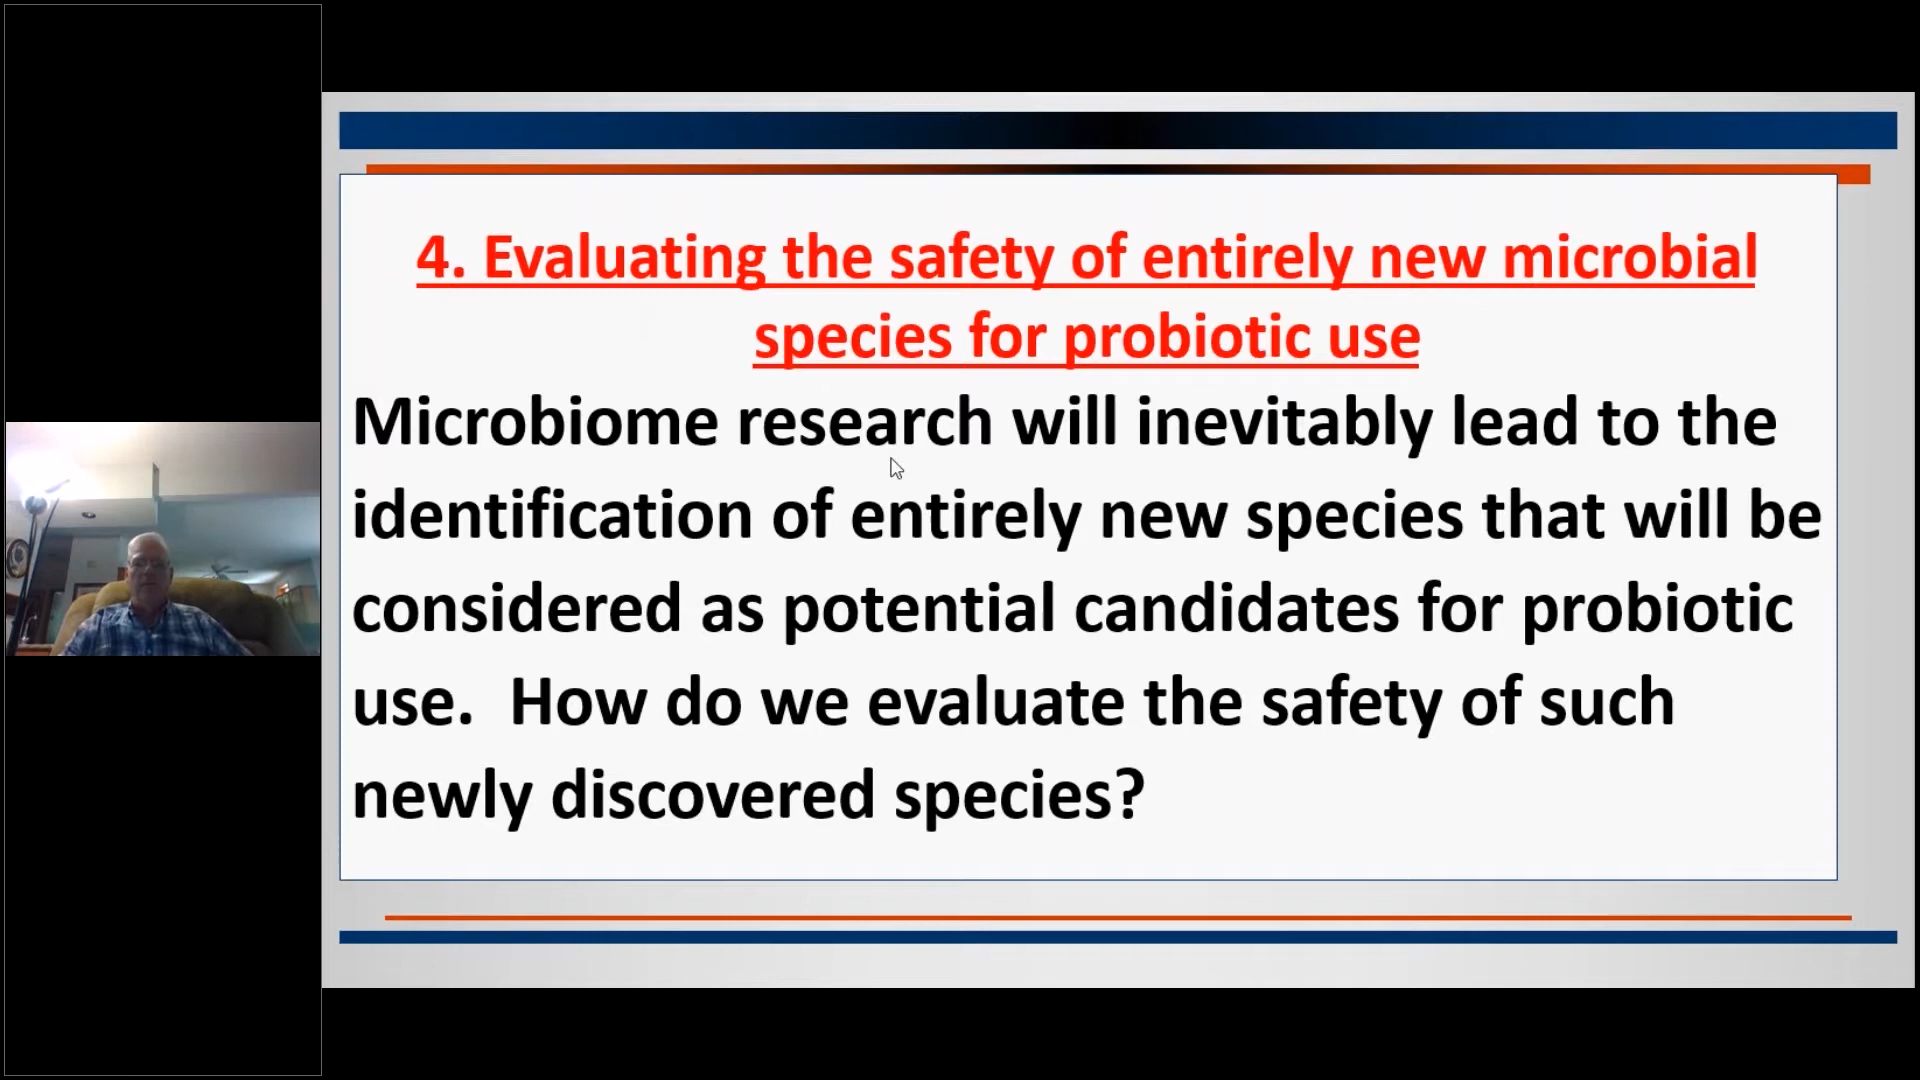 4. Evaluating the safety of entirely new microbial
species for probiotic use
Microbiome research will inevitably lead to the
identification of entirely new species that will be
considered as potential candidates for probiotic
use.  How do we evaluate the safety of such
newly discovered species?